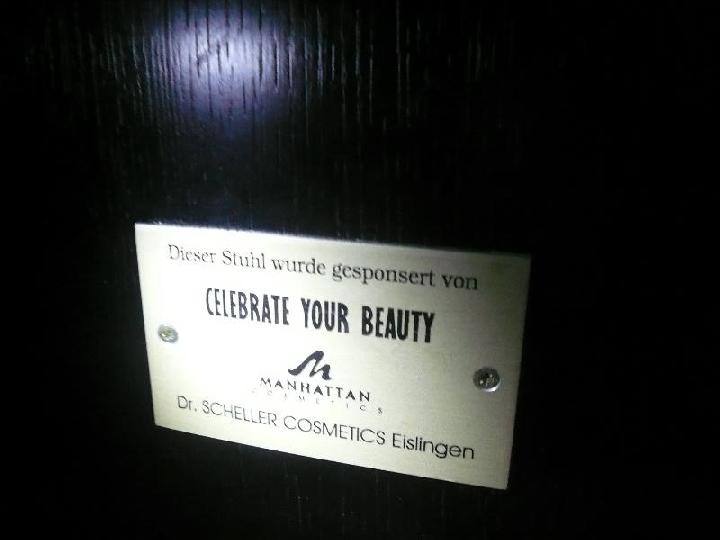 Dieser Stuhl wurde gesponsert von
CELEBRATE YOUR BEAUTY
MANHATTAN
COSMETICS
Dr. SCHELLER COSMETICS Eislingen